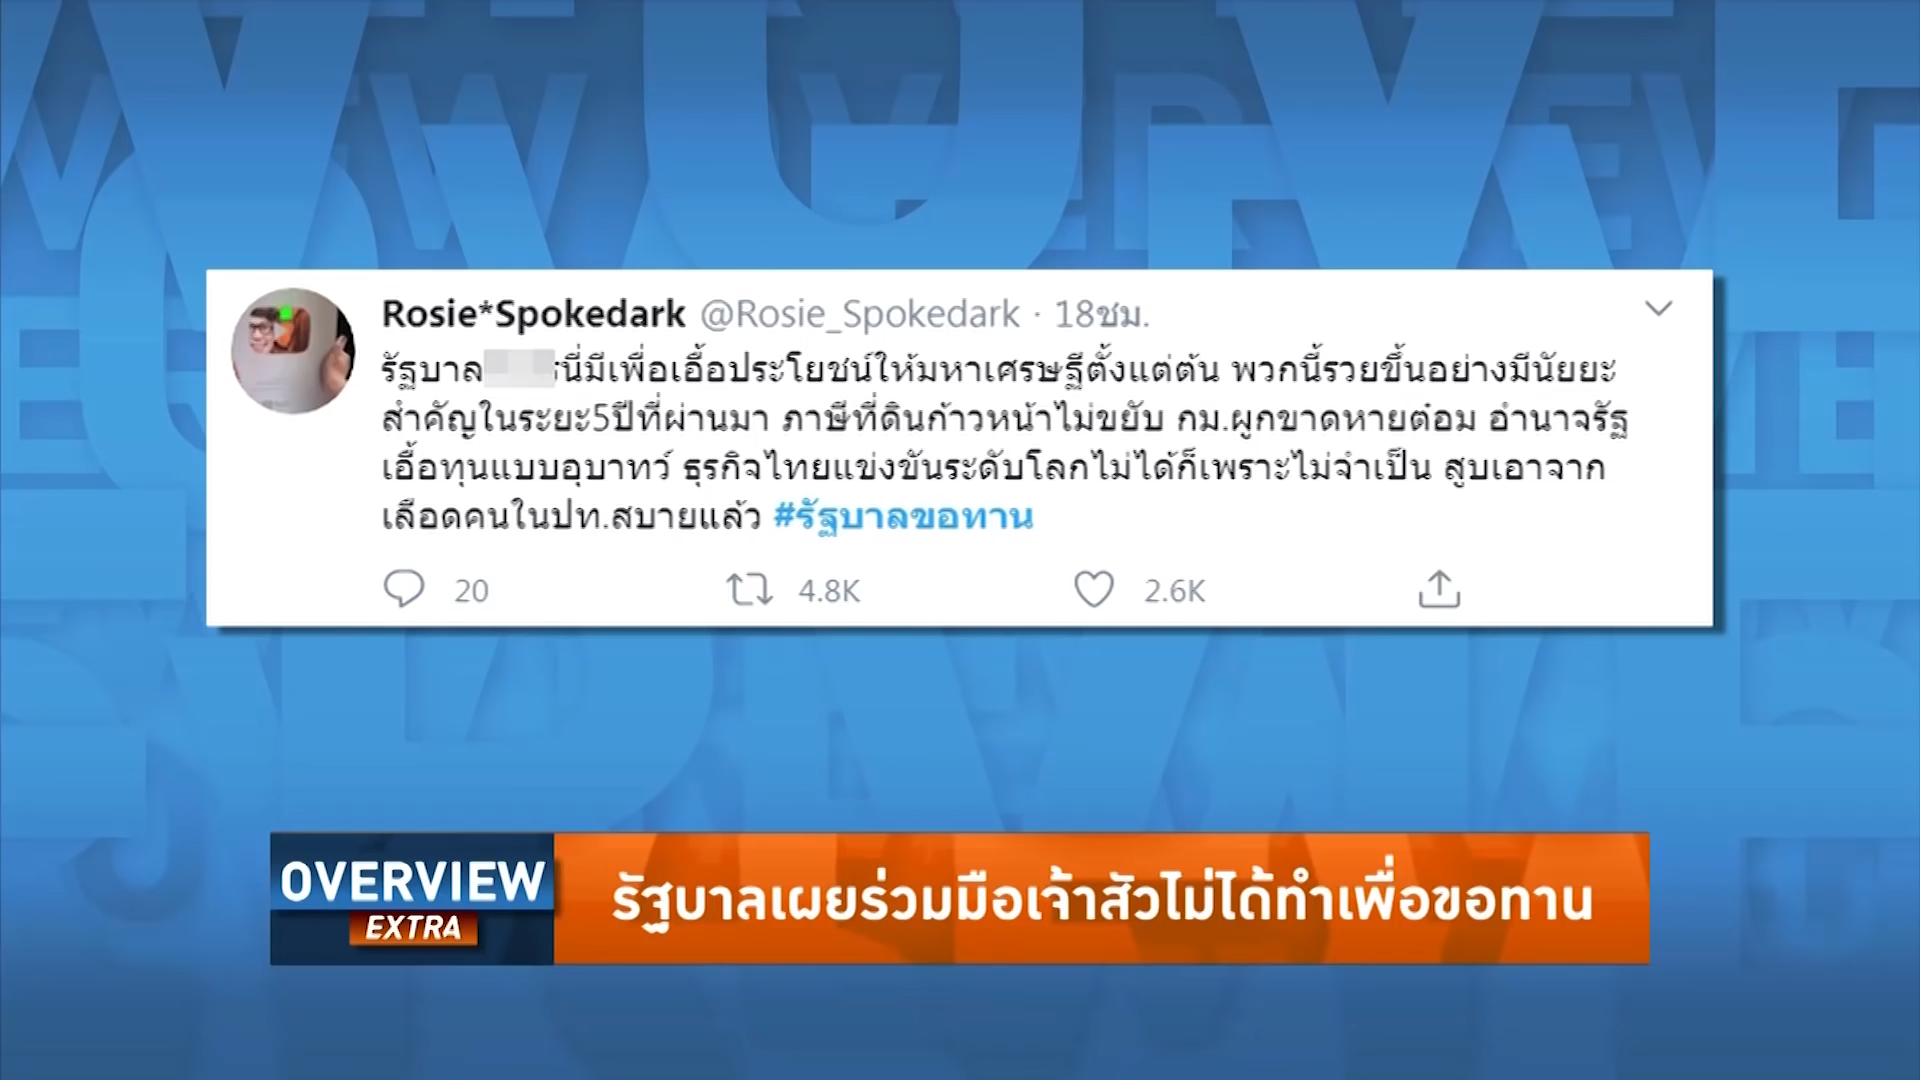 Rosie*Spokedark @Rosie_Spokedark · 18ชม.
รัฐบาล รนี่มีเพื่อเอื้อประโยชน์ให้มหาเศรษฐีตั้งแต่ต้น พวกนี้รวยขึ้นอย่างมีนัยยะ
สำคัญในระยะ5ปีที่ผ่านมา ภาษีที่ดินก้าวหน้าไม่ขยับ กม.ผูกขาดหายต๋อม อำนาจรัฐ
เอื้อทุนแบบอุบาทว์ ธุรกิจไทยแข่งขันระดับโลกไม่ได้ก็เพราะไม่จำเป็น สูบเอาจาก
เลือดคนในปท.สบายแล้ว #รัฐบาลขอทาน
20 4.8K 2.6K
OVERVIEW
EXTRA
รัฐบาลเผยร่วมมือเจ้าสัวไม่ได้ทำเพื่อขอทาน